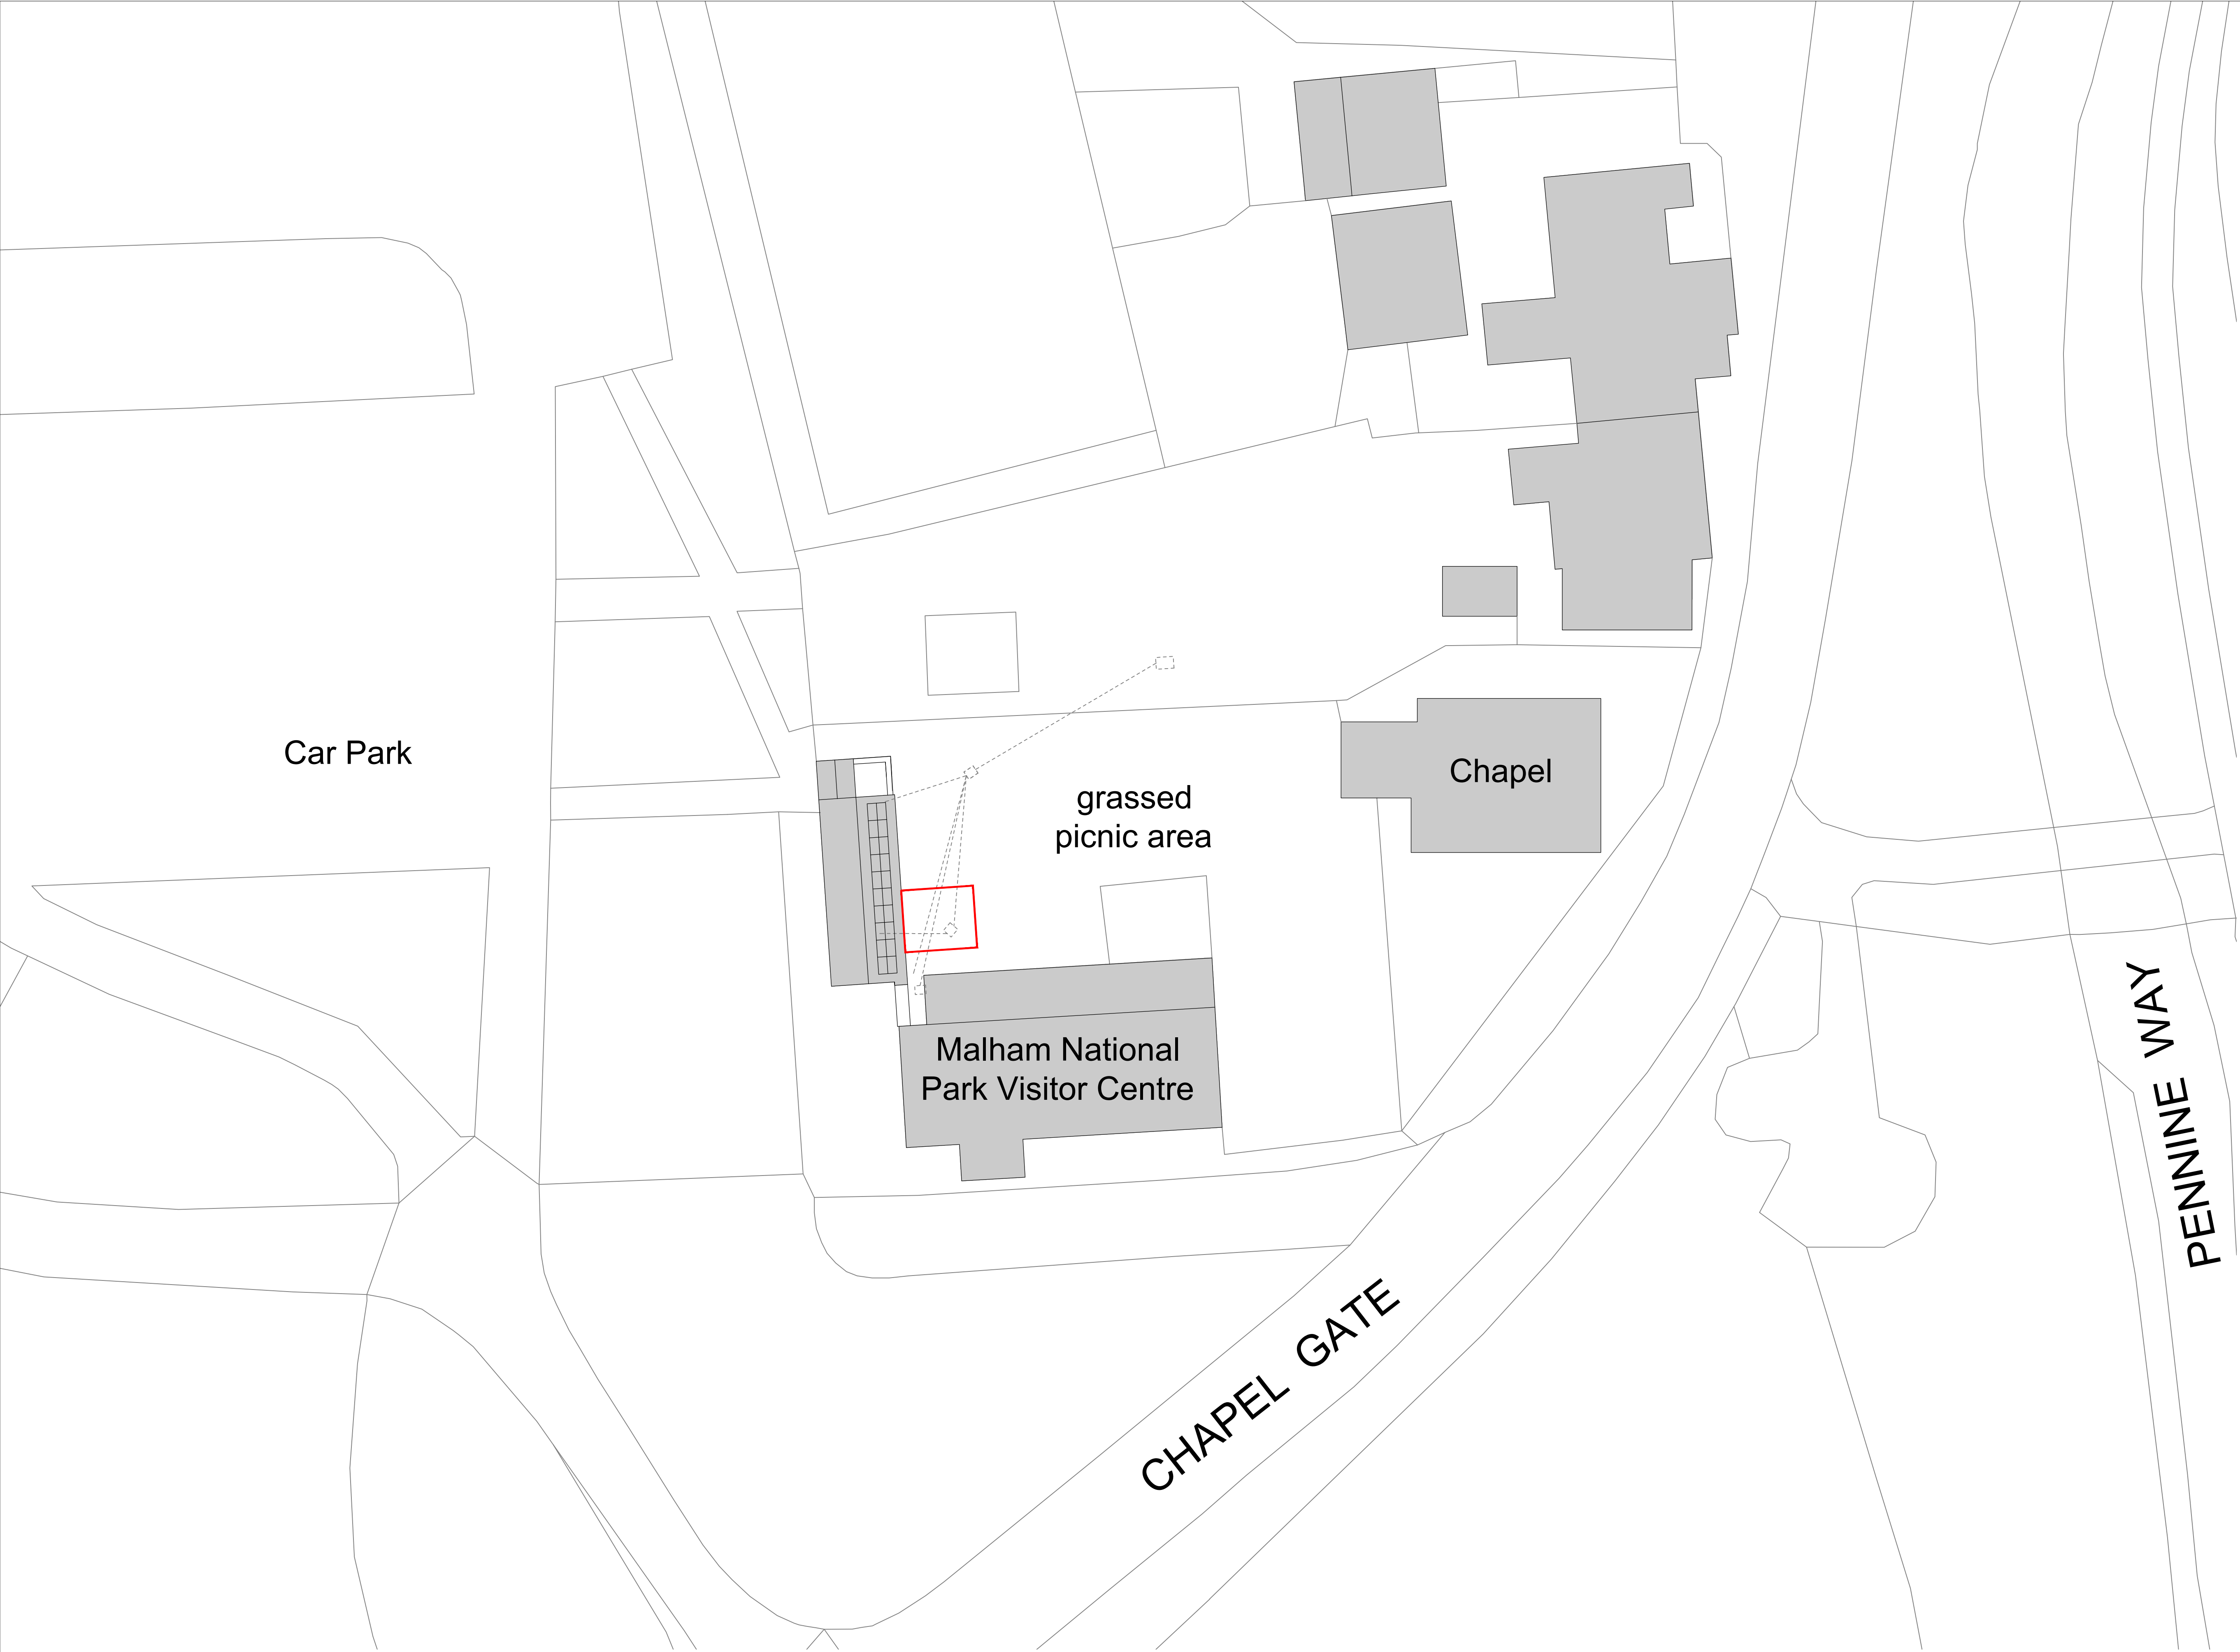 Car Park
grassed
picnic area
Chapel
Malham National
Park Visitor Centre
CHAPEL GATE
PENNINE WAY